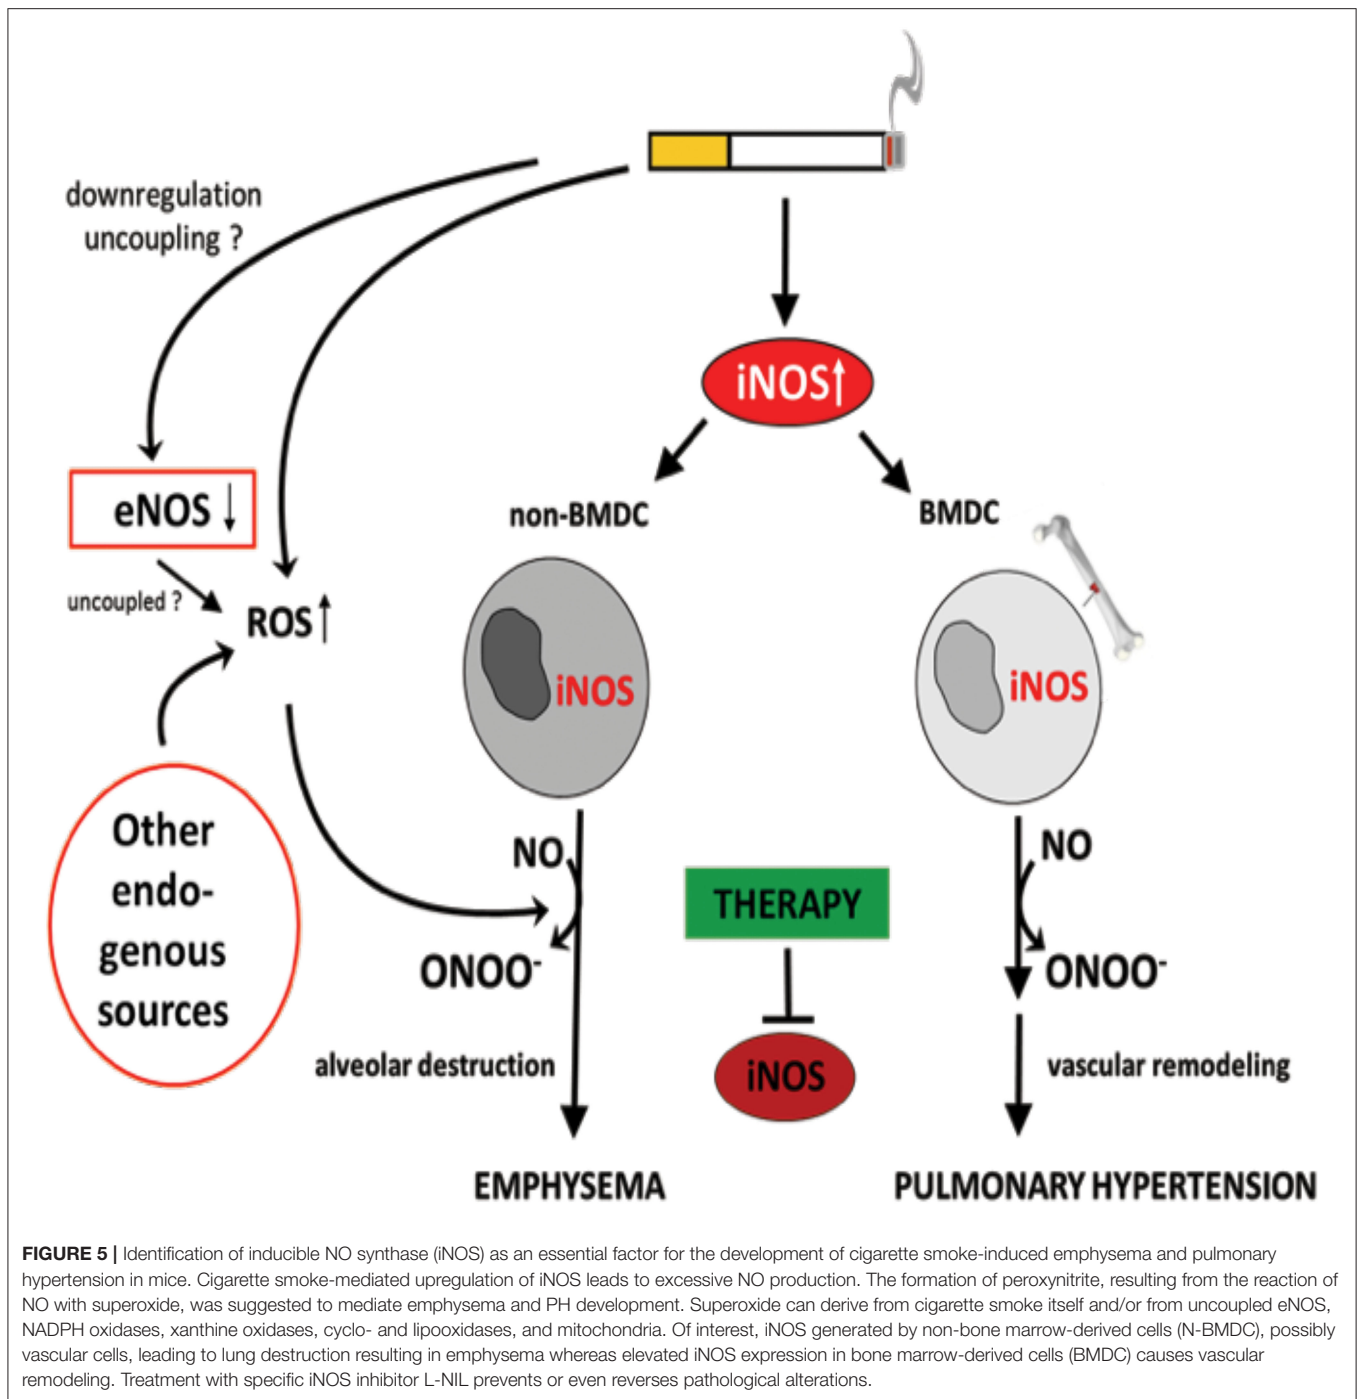 downregulation
uncoupling ?
iNOS↑
eNOS ↓
non-BMDC
BMDC
uncoupled ?
ROS↑
iNOS
iNOS
Other
endo-
genous
sources
NO
ONOO-
NO
ONOO-
THERAPY
iNOS
alveolar destruction
vascular remodeling
EMPHYSEMA
PULMONARY HYPERTENSION
FIGURE 5 | Identification of inducible NO synthase (iNOS) as an essential factor for the development of cigarette smoke-induced emphysema and pulmonary
hypertension in mice. Cigarette smoke-mediated upregulation of iNOS leads to excessive NO production. The formation of peroxynitrite, resulting from the reaction of
NO with superoxide, was suggested to mediate emphysema and PH development. Superoxide can derive from cigarette smoke itself and/or from uncoupled eNOS,
NADPH oxidases, xanthine oxidases, cyclo- and lipooxidases, and mitochondria. Of interest, iNOS generated by non-bone marrow-derived cells (N-BMDC), possibly
vascular cells, leading to lung destruction resulting in emphysema whereas elevated iNOS expression in bone marrow-derived cells (BMDC) causes vascular
remodeling. Treatment with specific iNOS inhibitor L-NIL prevents or even reverses pathological alterations.